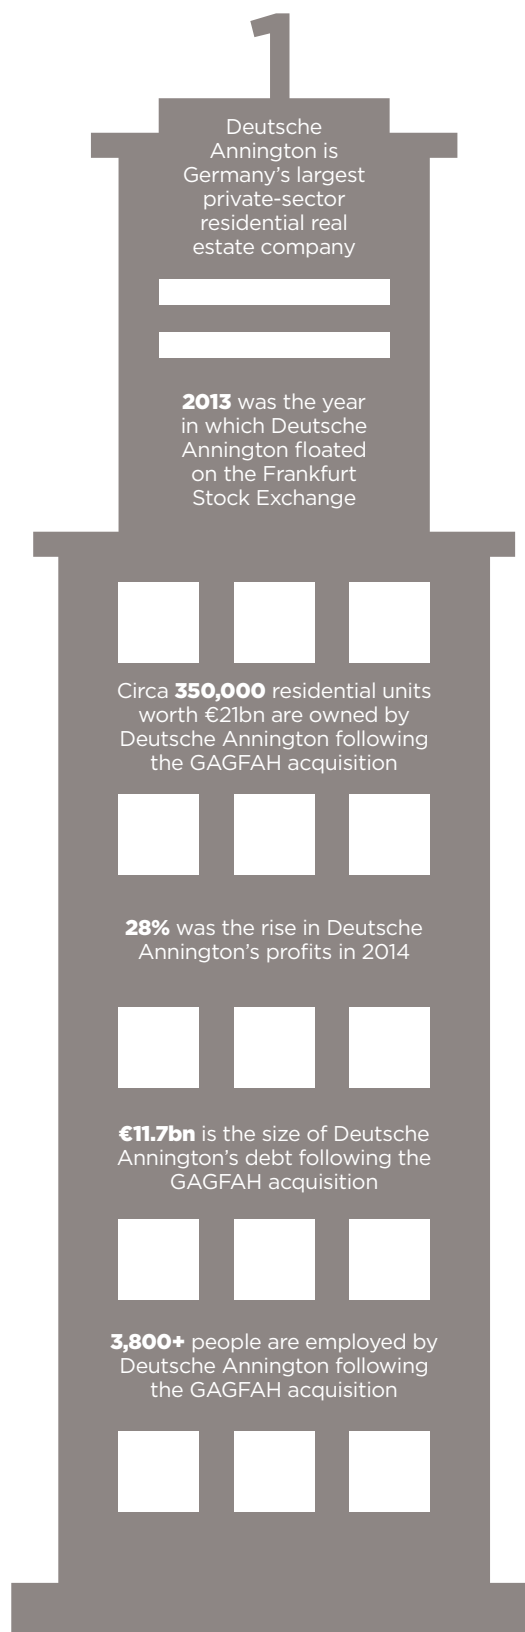 1
Deutsche
Annington is
Germany’s largest
private-sector
residential real
estate company
2013 was the year
in which Deutsche
Annington floated
on the Frankfurt
Stock Exchange
Circa 350,000 residential units
worth €21bn are owned by
Deutsche Annington following
the GAGFAH acquisition
28% was the rise in Deutsche
Annington’s profits in 2014
€11.7bn is the size of Deutsche
Annington’s debt following the
GAGFAH acquisition
3,800+ people are employed by
Deutsche Annington following
the GAGFAH acquisition